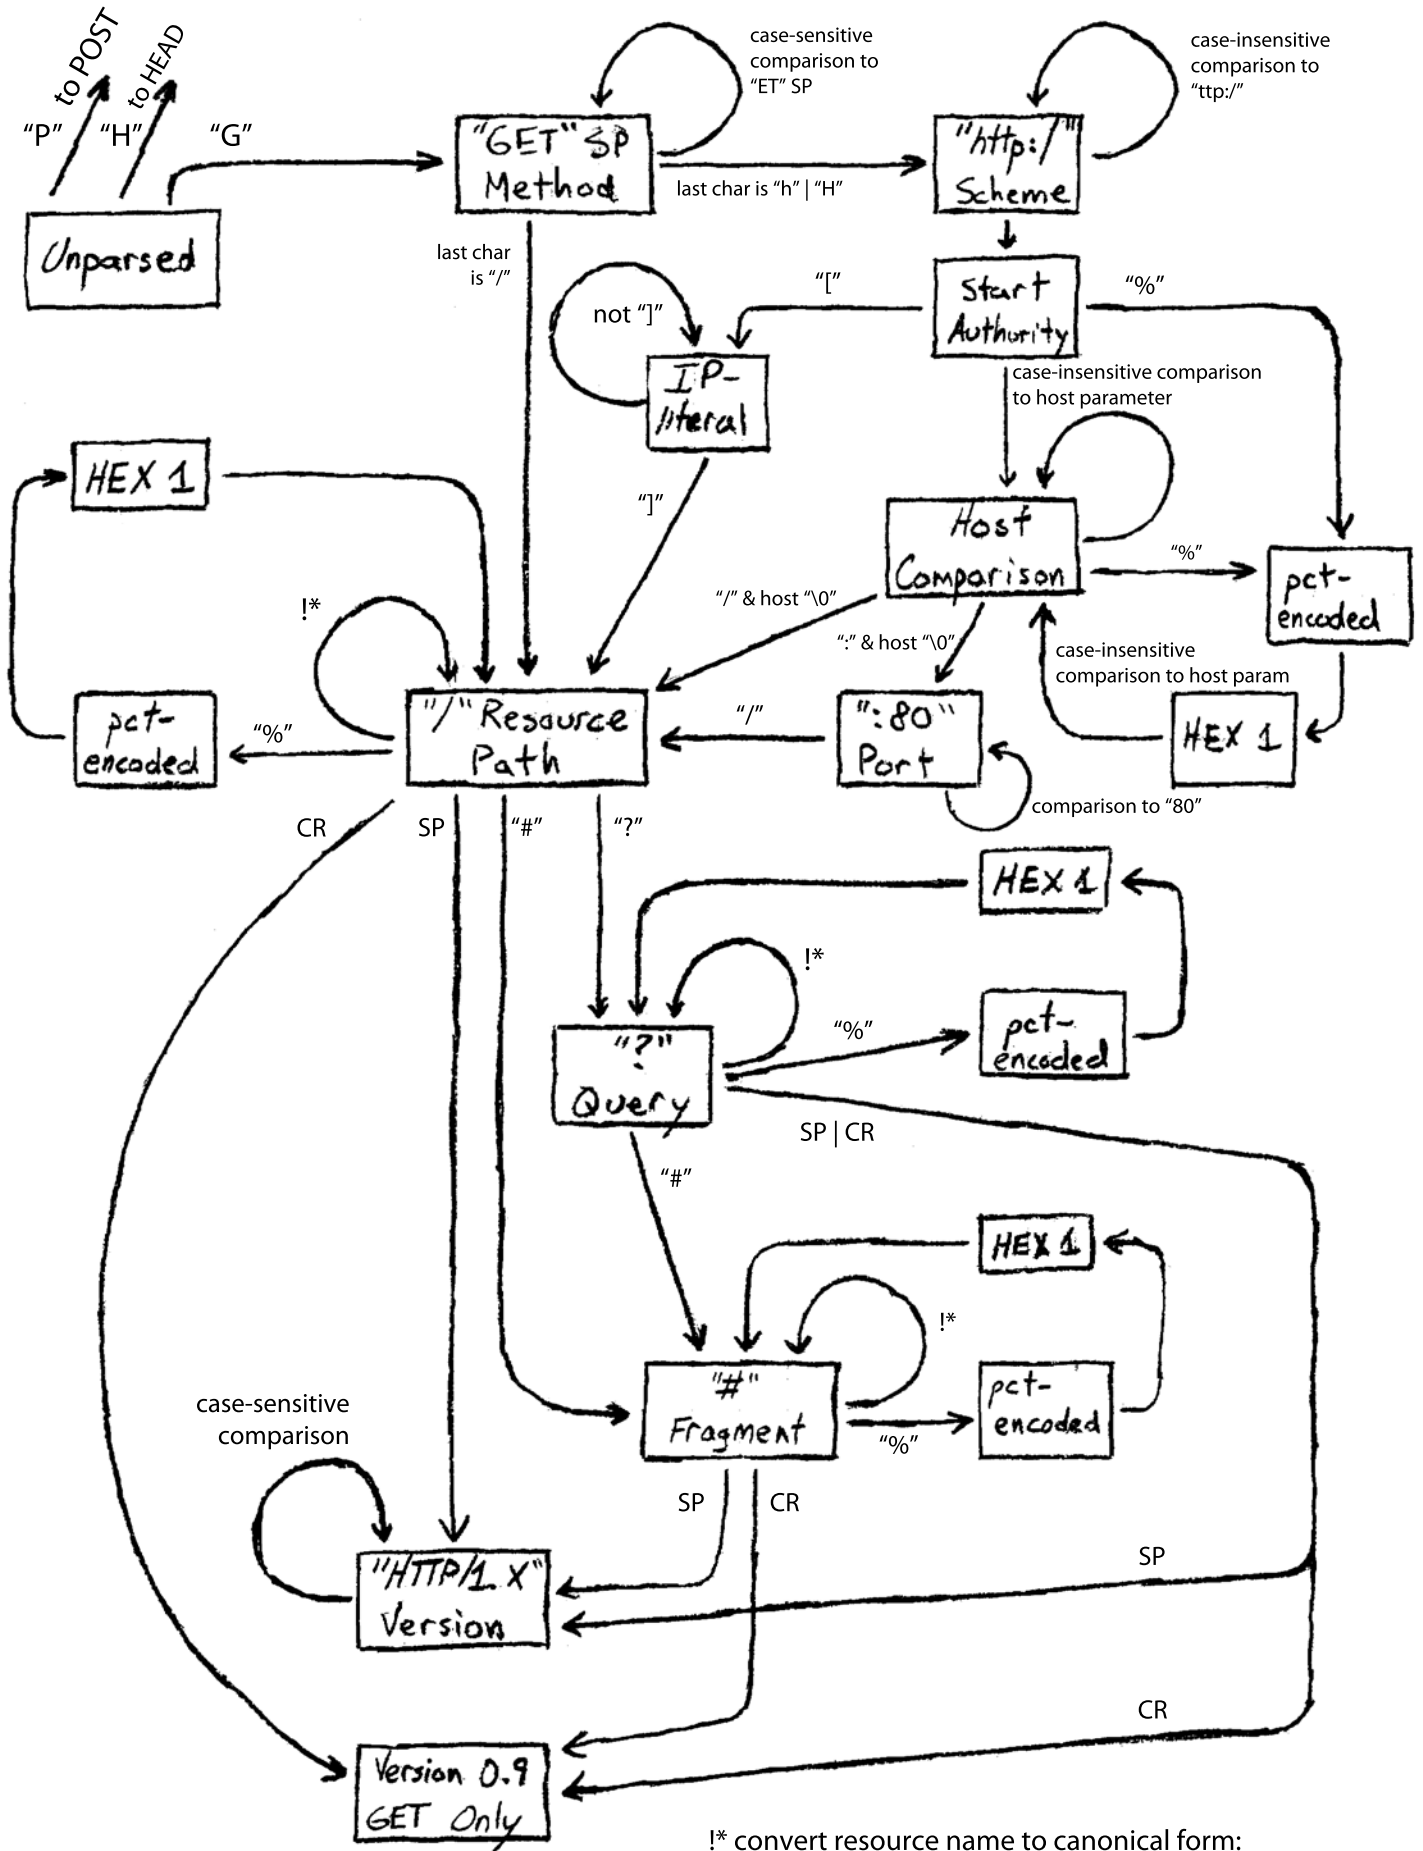 to POST
to HEAD
“P”
“H”
“G”
Unparsed
case-sensitive
comparison to
“ET” SP
"GET" SP
Method
last char is “h” | “H”
case-insensitive
comparison to
“ttp:/”
"http:/"
Scheme
last char
is “/”
“[”
Start
Authority
“%”
not “]”
IP-
literal
case-insensitive comparison
to host parameter
HEX 1
“]”
Host
Comparison
“%”
pct-
encoded
“/” & host “\0”
“:” & host “\0”
case-insensitive
comparison to host param
!*
pct-
encoded
“%”
"/" Resource
Path
“/”
":80"
Port
HEX 1
comparison to “80”
CR
SP
“#”
“?”
HEX 1
!*
“%”
pct-
encoded
"?"
Query
SP | CR
“#”
HEX 1
!*
"#"
Fragment
“%”
pct-
encoded
case-sensitive
comparison
SP
CR
"HTTP/1.X"
Version
SP
CR
Version 0.9
GET Only
!* convert resource name to canonical form: